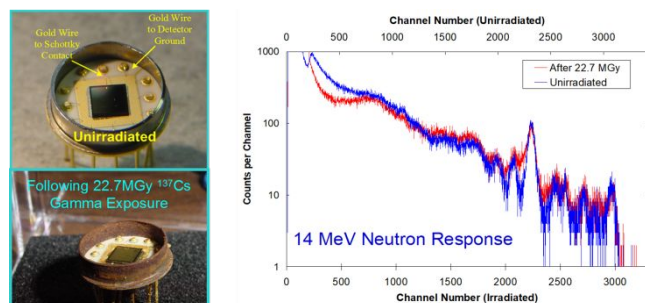 Gold Wire
to Schottky
Contact
Gold Wire
to Detector
Ground
Unirradiated
Following 22.7MGy ¹³⁷Cs
Gamma Exposure
Channel Number (Unirradiated)
0 500 1000 1500 2000 2500 3000
1000
100
10
1
Counts per Channel
After 22.7 MGy
Unirradiated
14 MeV Neutron Response
0 500 1000 1500 2000 2500 3000
Channel Number (Irradiated)